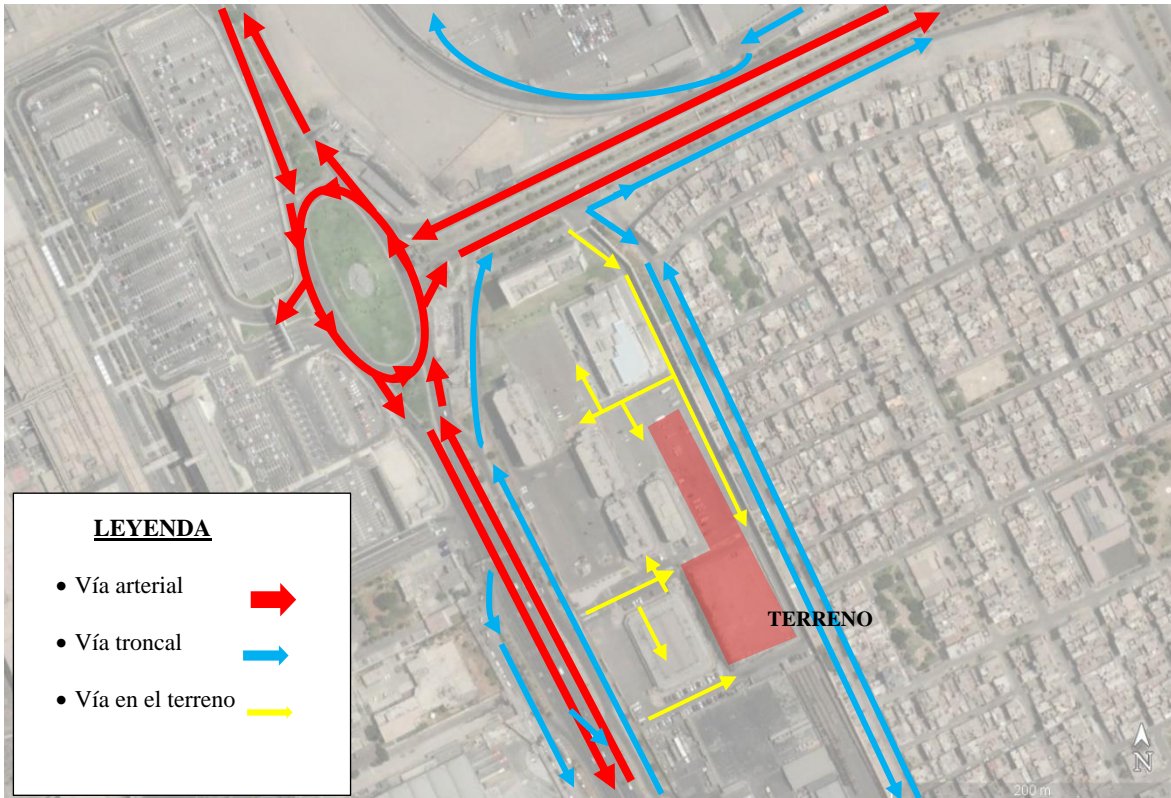 LEYENDA
• Vía arterial
• Vía troncal
• Vía en el terreno
TERRENO
N
200 m